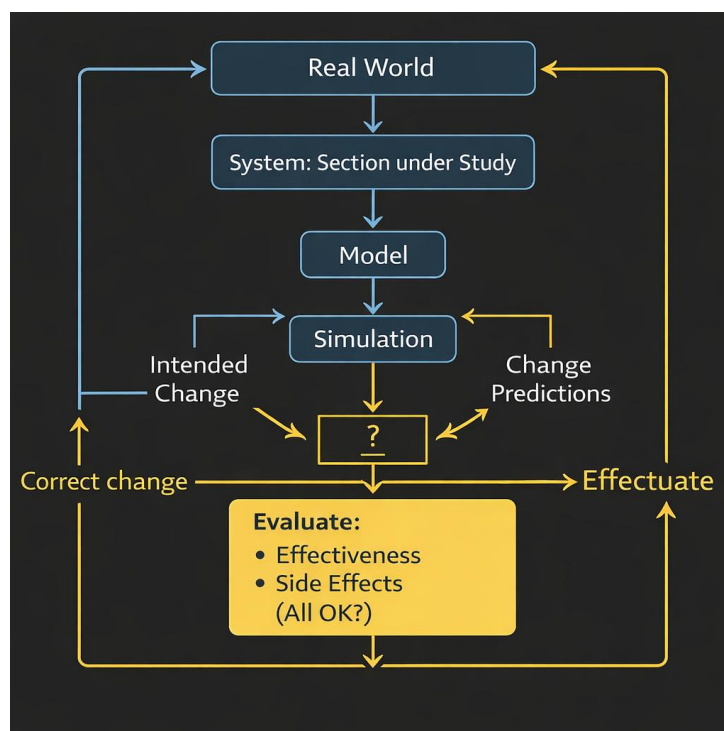 Real World
System: Section under Study
Model
Simulation
Intended
Change
Change
Predictions
?
Correct change
Effectuate
Evaluate:
• Effectiveness
• Side Effects
(All OK?)